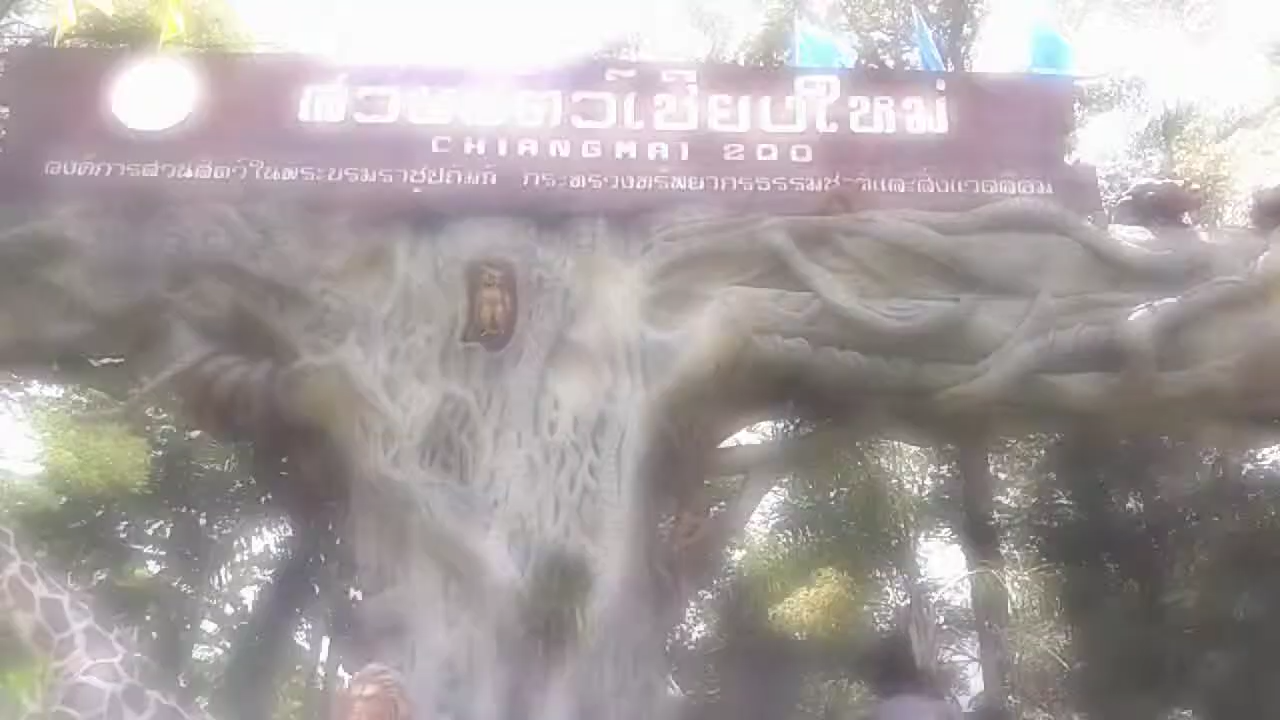 สวนสัตว์เชียงใหม่
CHIANGMAI ZOO
องค์การสวนสัตว์ในพระบรมราชูปถัมภ์ กระทรวงทรัพยากรธรรมชาติและสิ่งแวดล้อม